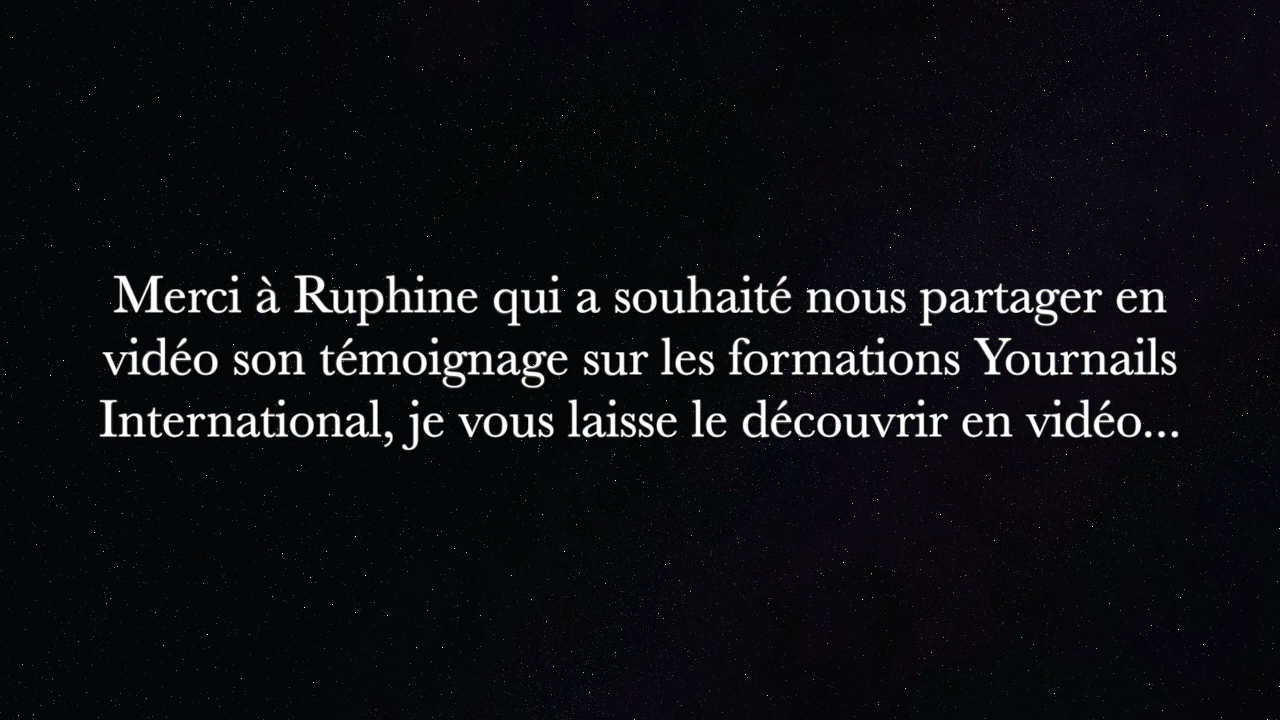 Merci à Ruphine qui a souhaité nous partager en
vidéo son témoignage sur les formations Yournails
International, je vous laisse le découvrir en vidéo...